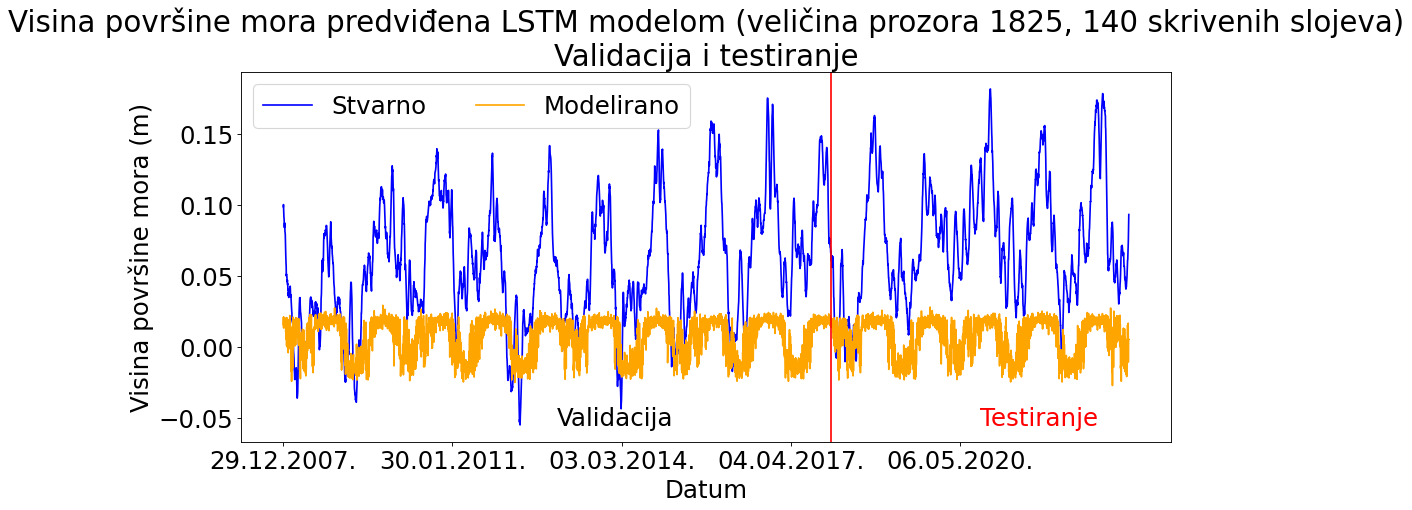 Visina površine mora predviđena LSTM modelom (veličina prozora 1825, 140 skrivenih slojeva)
Validacija i testiranje
Stvarno
Modelirano
Visina površine mora (m)
0.15
0.10
0.05
0.00
−0.05
Validacija
Testiranje
29.12.2007.
30.01.2011.
03.03.2014.
04.04.2017.
06.05.2020.
Datum